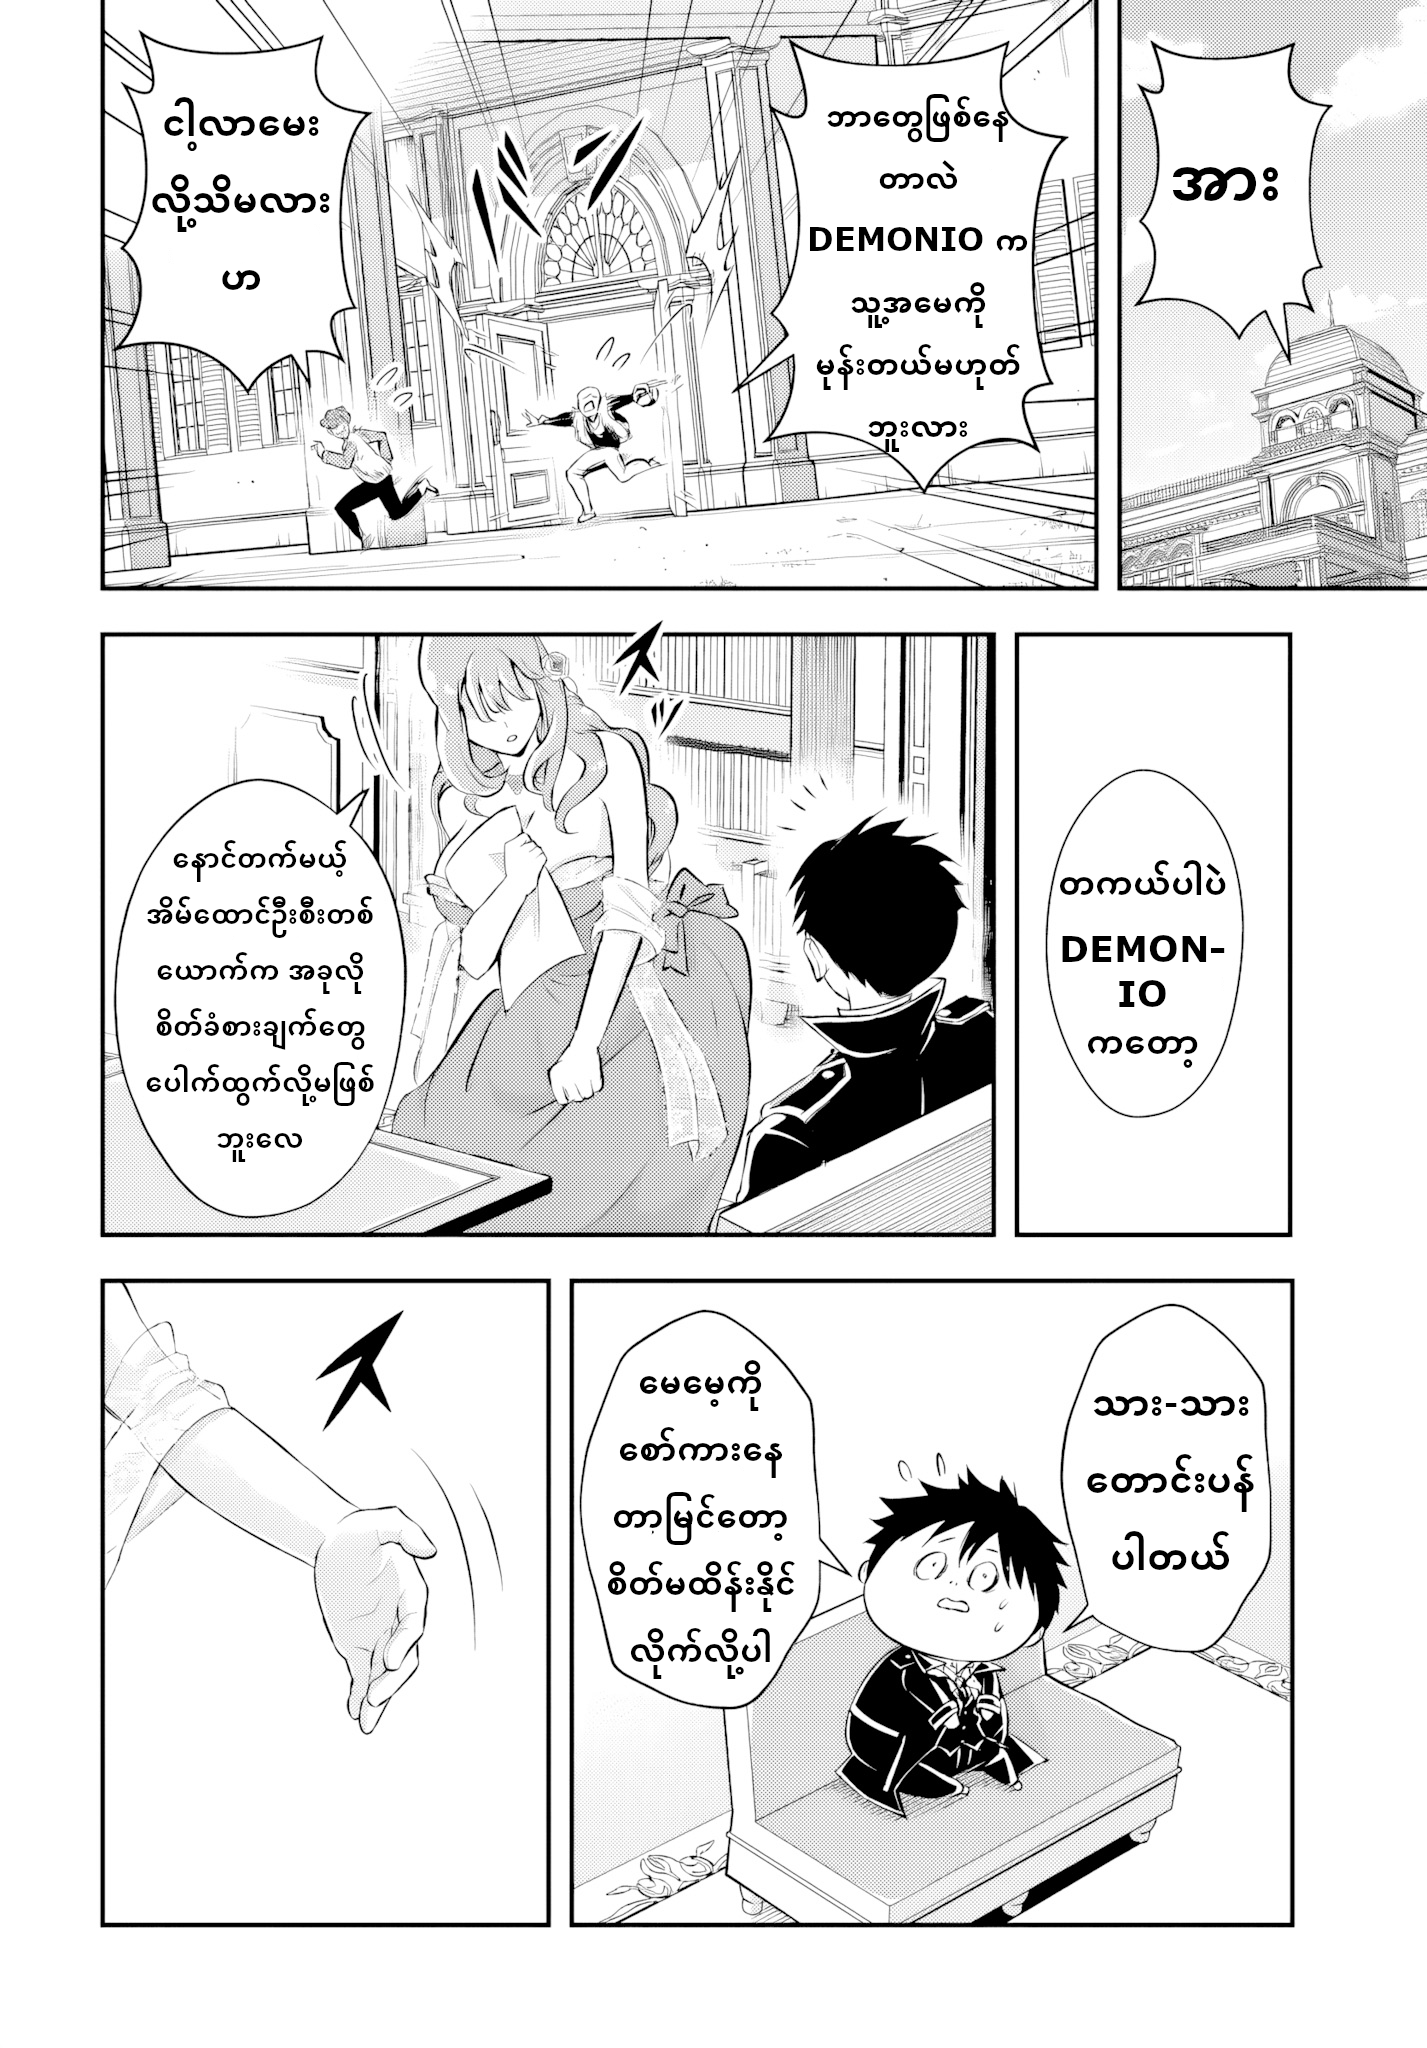 အား
ဘာတွေဖြစ်နေ
တာလဲ
DEMONIO က
သူ့အမေကို
မုန်းတယ်မဟုတ်
ဘူးလား
ငါ့လာမေး
လို့သိမလား
ဟ
တကယ်ပါပဲ
DEMON-
IO
ကတော့
နောင်တက်မယ့်
အိမ်ထောင်ဦးစီးတစ်
ယောက်က အခုလို
စိတ်ခံစားချက်တွေ
ပေါက်ထွက်လို့မဖြစ်
ဘူးလေ
သား-သား
တောင်းပန်
ပါတယ်
မေမေ့ကို
စော်ကားနေ
တာမြင်တော့
စိတ်မထိန်းနိုင်
လိုက်လို့ပါ